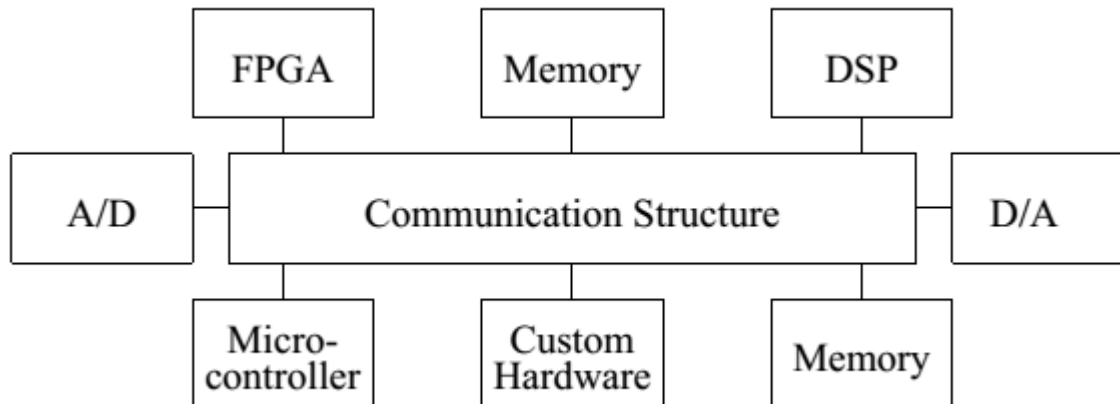 FPGA
Memory
DSP
A/D
Communication Structure
D/A
Micro-
controller
Custom
Hardware
Memory